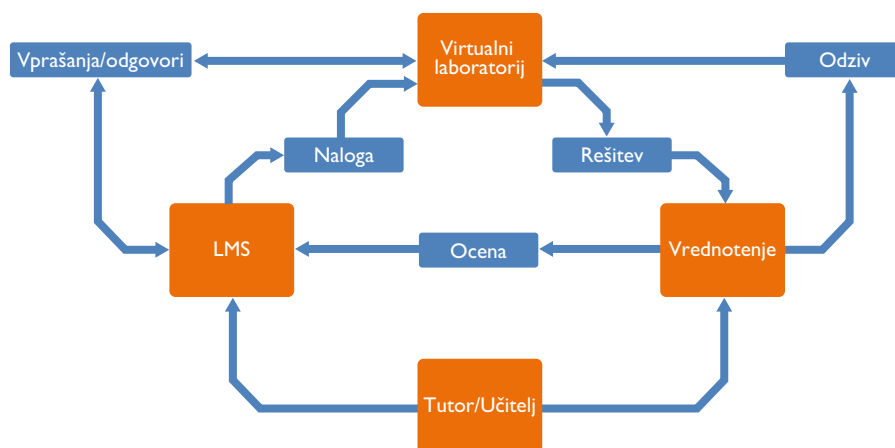 Virtualni
laboratorij
Vprašanja/odgovori
Odziv
Naloga
Rešitev
LMS
Ocena
Vrednotenje
Tutor/Učitelj